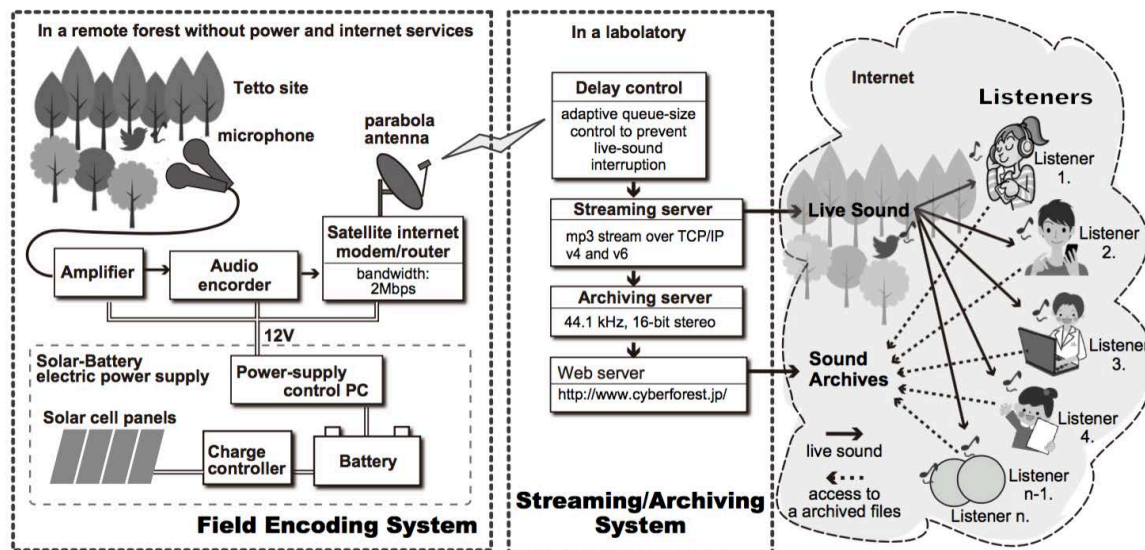 In a remote forest without power and internet services
Tetto site
microphone
parabola
antenna
Amplifier
Audio
encorder
Satellite internet
modem/router
bandwidth:
2Mbps
12V
Solar-Battery
electric power supply
Power-supply
control PC
Solar cell panels
Charge
controller
Battery
Field Encoding System
In a labolatory
Delay control
adaptive queue-size
control to prevent
live-sound
interruption
Streaming server
mp3 stream over TCP/IP
v4 and v6
Archiving server
44.1 kHz, 16-bit stereo
Web server
http://www.cyberforest.jp/
Streaming/Archiving
System
Internet
Listeners
Listener
1.
Live Sound
Listener
2.
Listener
3.
Sound
Archives
Listener
4.
live sound
access to
a archived files
Listener
n-1.
Listener n.